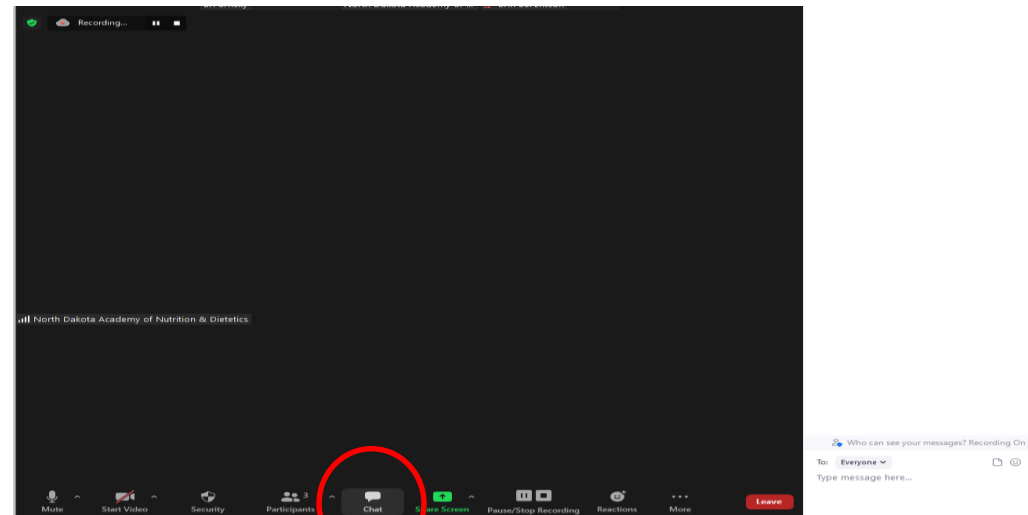 Recording...
North Dakota Academy of Nutrition & Dietetics
Who can see your messages? Recording On
To: Everyone
Type message here...
3
Mute Start Video Security Participants Chat Share Screen Pause/Stop Recording Reactions More Leave